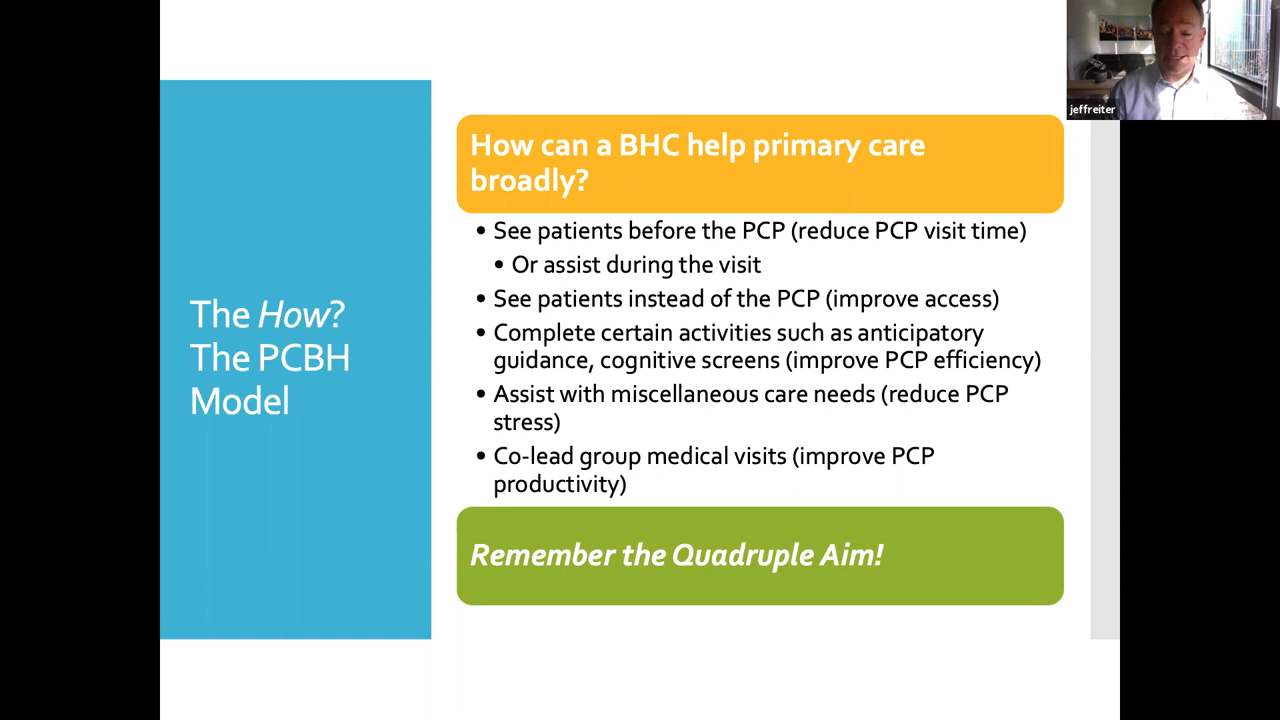 jeffreiter
The How?
The PCBH
Model
How can a BHC help primary care
broadly?
• See patients before the PCP (reduce PCP visit time)
• Or assist during the visit
• See patients instead of the PCP (improve access)
• Complete certain activities such as anticipatory
guidance, cognitive screens (improve PCP efficiency)
• Assist with miscellaneous care needs (reduce PCP
stress)
• Co-lead group medical visits (improve PCP
productivity)
Remember the Quadruple Aim!